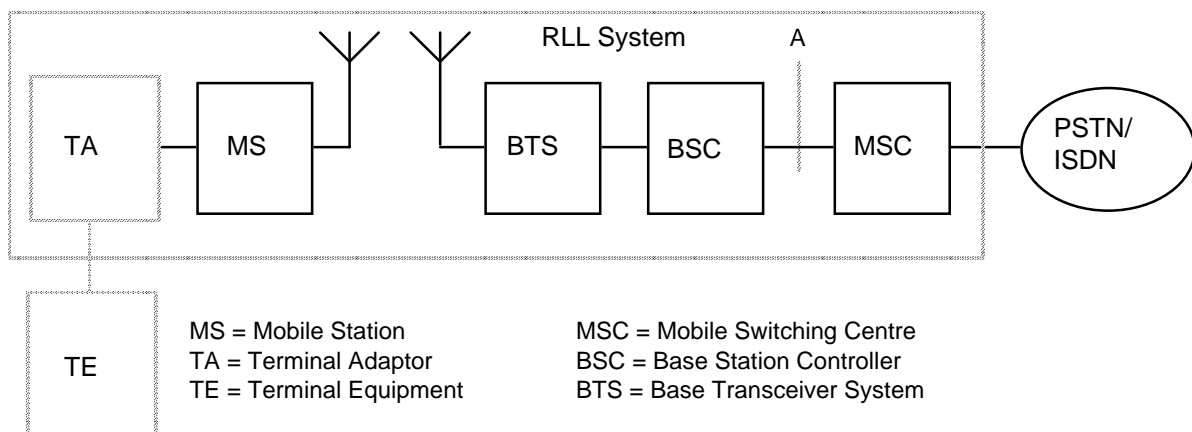 RLL System
A
TA
MS
BTS
BSC
MSC
PSTN/
ISDN
TE
MS = Mobile Station
TA = Terminal Adaptor
TE = Terminal Equipment
MSC = Mobile Switching Centre
BSC = Base Station Controller
BTS = Base Transceiver System